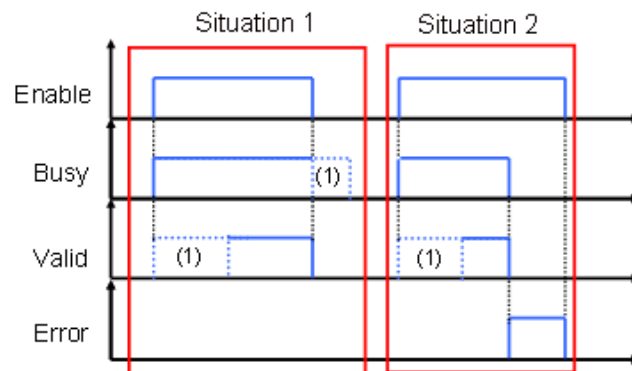 Situation 1
Situation 2
Enable
Busy
(1)
Valid
(1)
(1)
Error